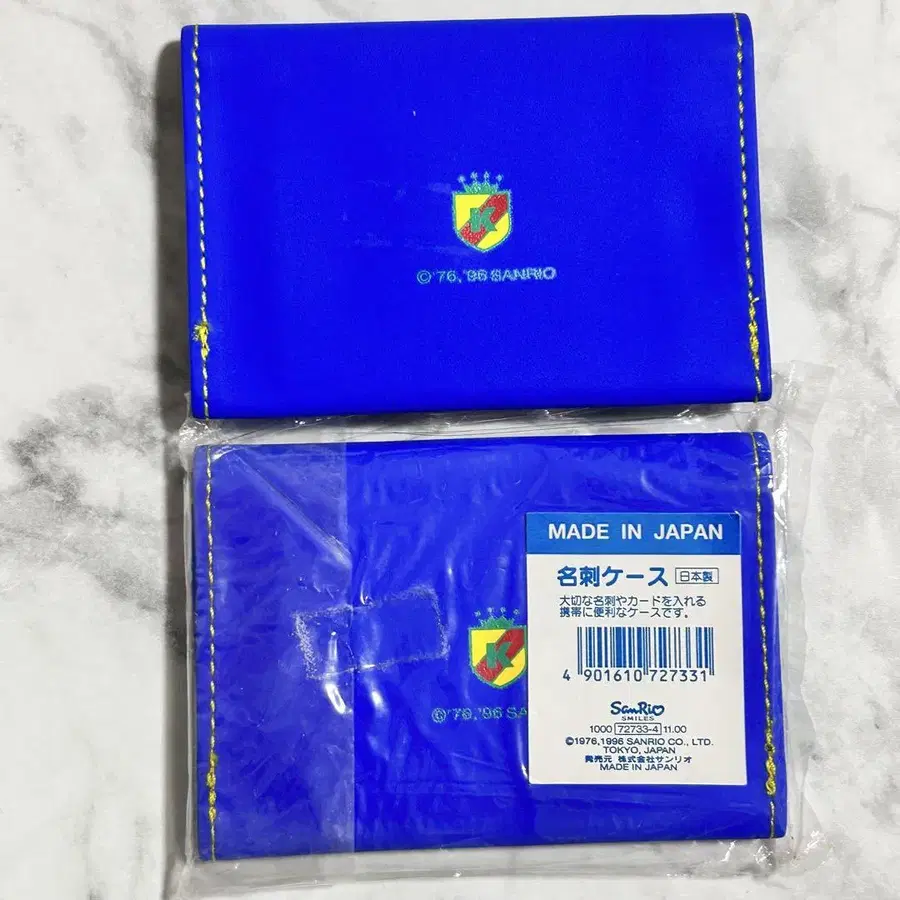 K
©'76,'96 SANRIO
MADE IN JAPAN
名刺ケース 日本製
大切な名刺やカードを入れる
携帯に便利なケースです。
K
4 901610 727331
©'76,'96 SA
SanRio
SMILES
1000 72733-4 11.00
©1976,1996 SANRIO CO., LTD.
TOKYO, JAPAN
発売元 株式会社サンリオ
MADE IN JAPAN